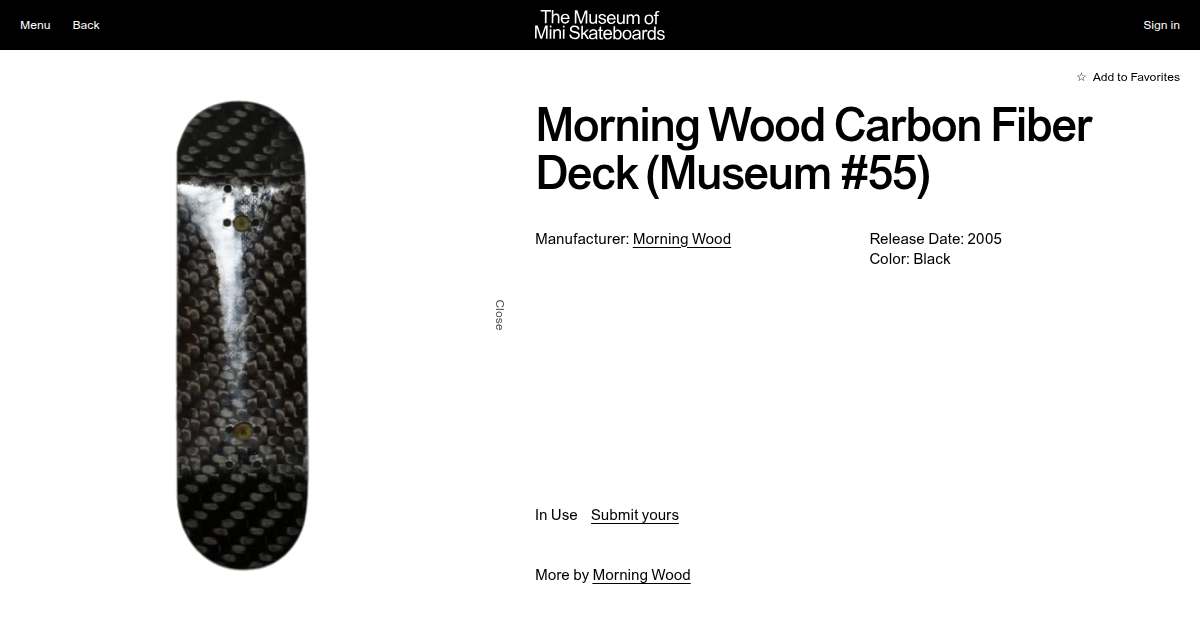 Menu
Back
The Museum of
Mini Skateboards
Sign in
☆ Add to Favorites
Morning Wood Carbon Fiber
Deck (Museum #55)
Manufacturer: Morning Wood
Release Date: 2005
Color: Black
Close
In Use
Submit yours
More by Morning Wood